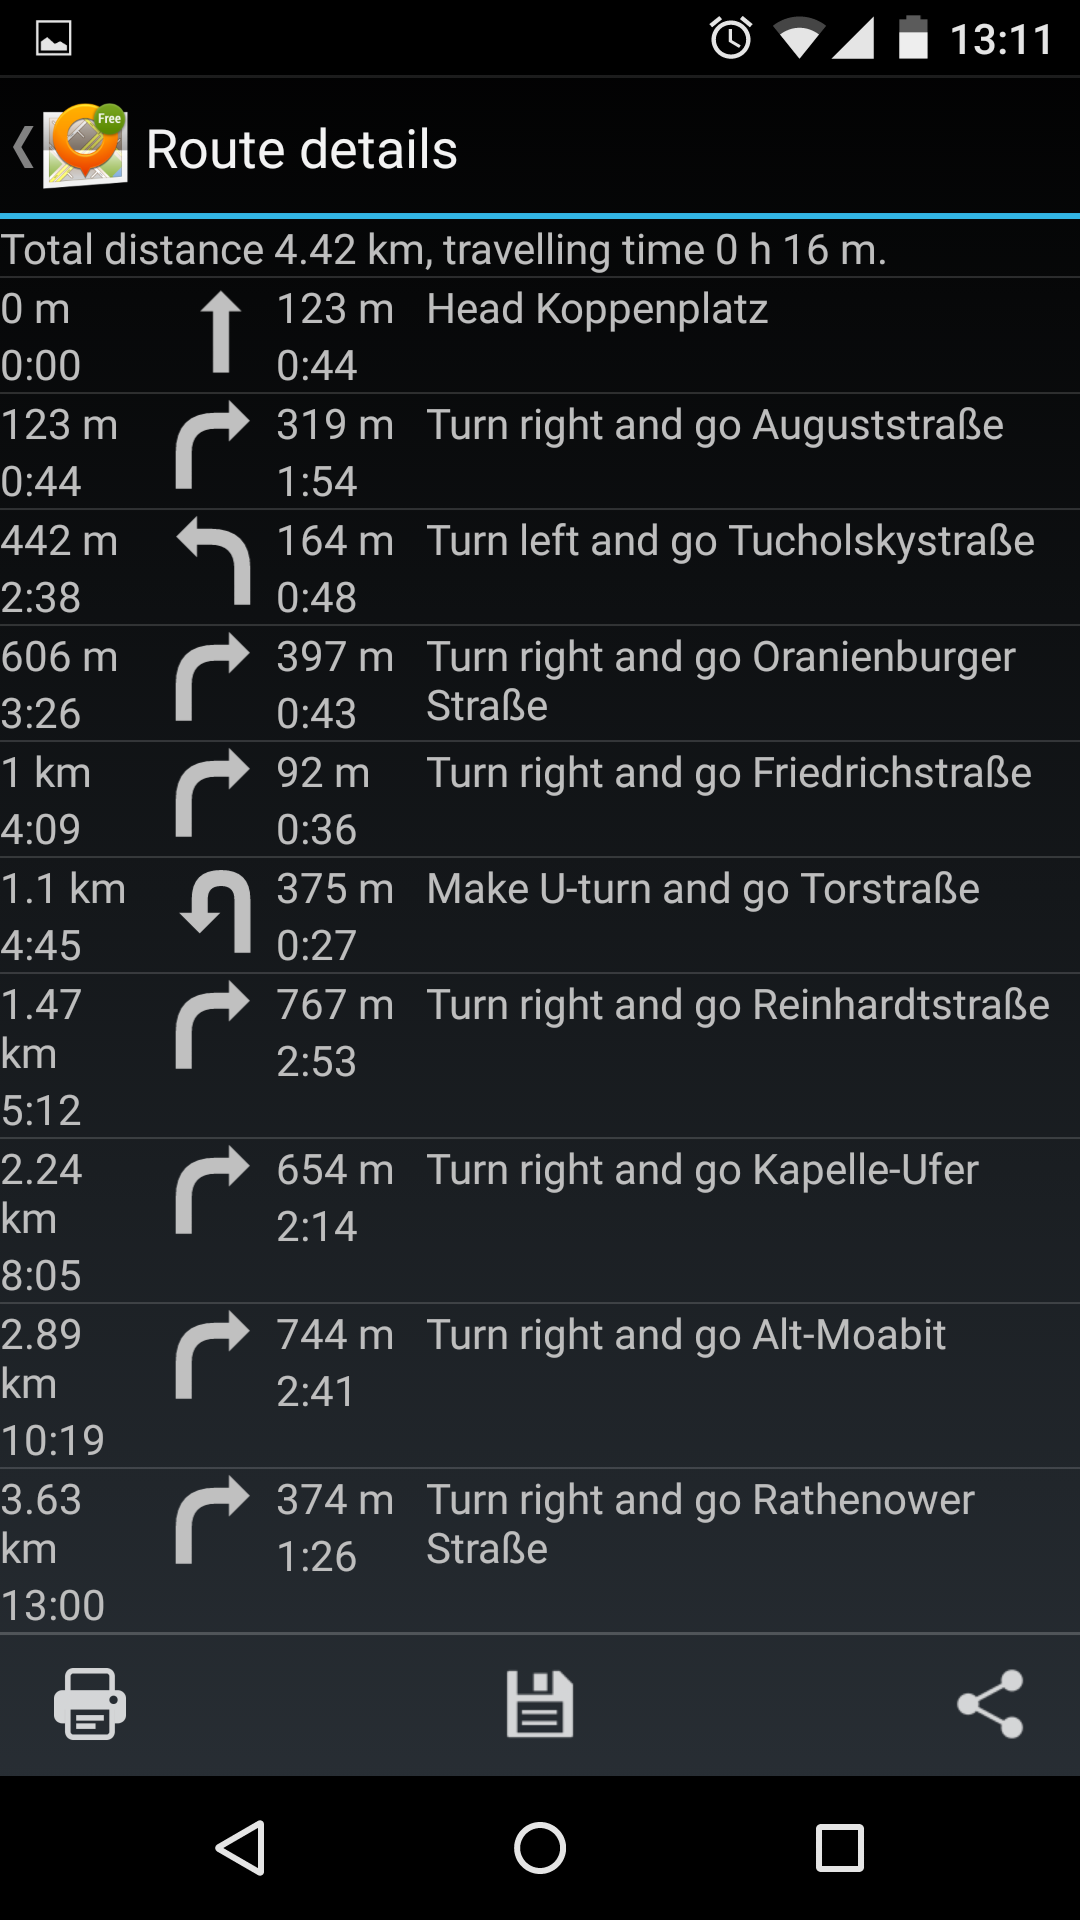 13:11
Free
Route details
Total distance 4.42 km, travelling time 0 h 16 m.
0 m 123 m Head Koppenplatz
0:00 0:44
123 m 319 m Turn right and go Auguststraße
0:44 1:54
442 m 164 m Turn left and go Tucholskystraße
2:38 0:48
606 m 397 m Turn right and go Oranienburger
Straße
3:26 0:43
1 km 92 m Turn right and go Friedrichstraße
4:09 0:36
1.1 km 375 m Make U-turn and go Torstraße
4:45 0:27
1.47 767 m Turn right and go Reinhardtstraße
km 2:53
5:12
2.24 654 m Turn right and go Kapelle-Ufer
km 2:14
8:05
2.89 744 m Turn right and go Alt-Moabit
km 2:41
10:19
3.63 374 m Turn right and go Rathenower
km 1:26 Straße
13:00